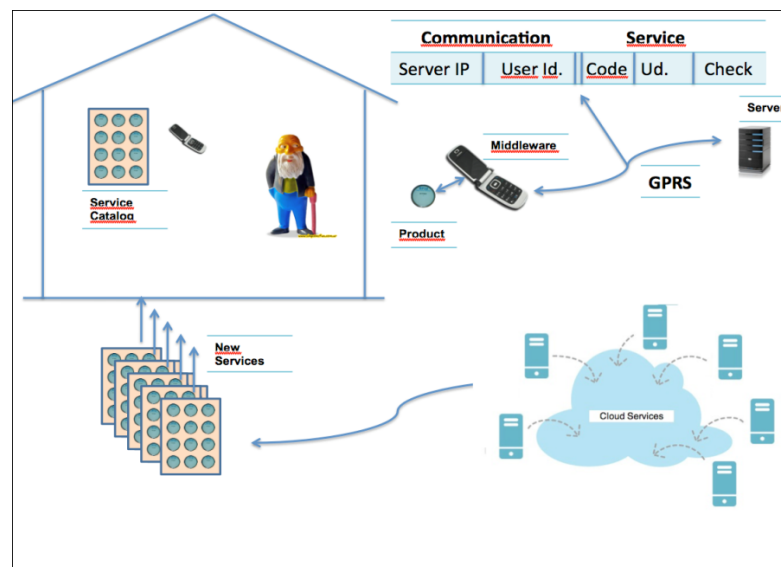 Communication Service
Server IP User Id. Code Ud. Check
Server
Middleware
GPRS
Product
Service
Catalog
New
Services
Cloud Services